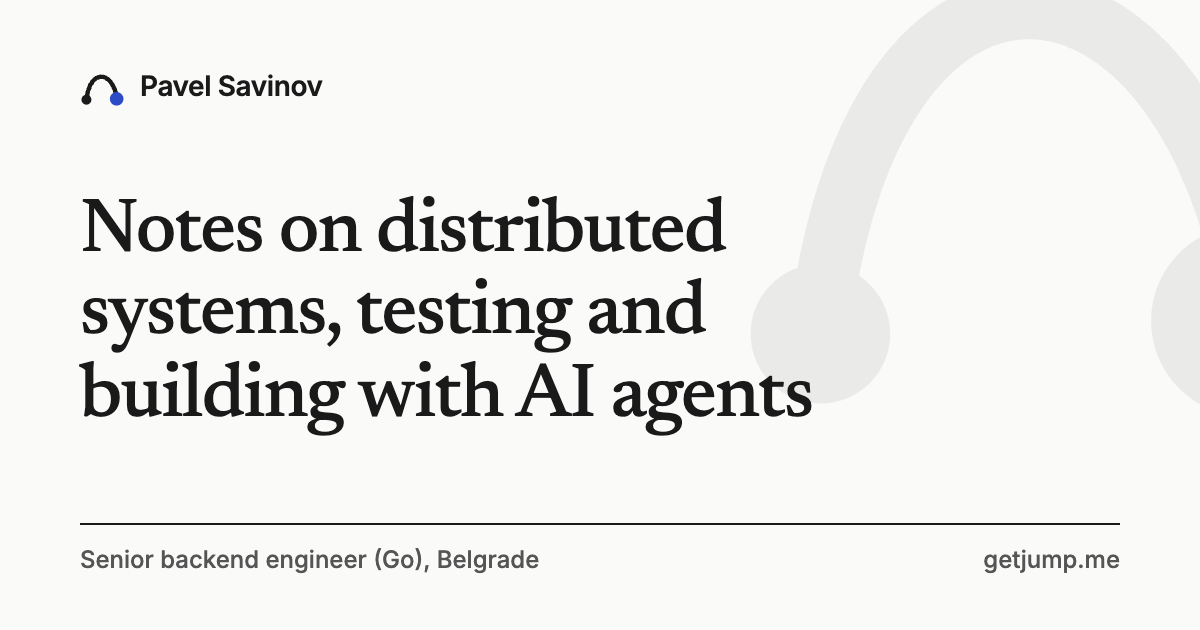 Pavel Savinov
Notes on distributed
systems, testing and
building with AI agents
Senior backend engineer (Go), Belgrade
getjump.me